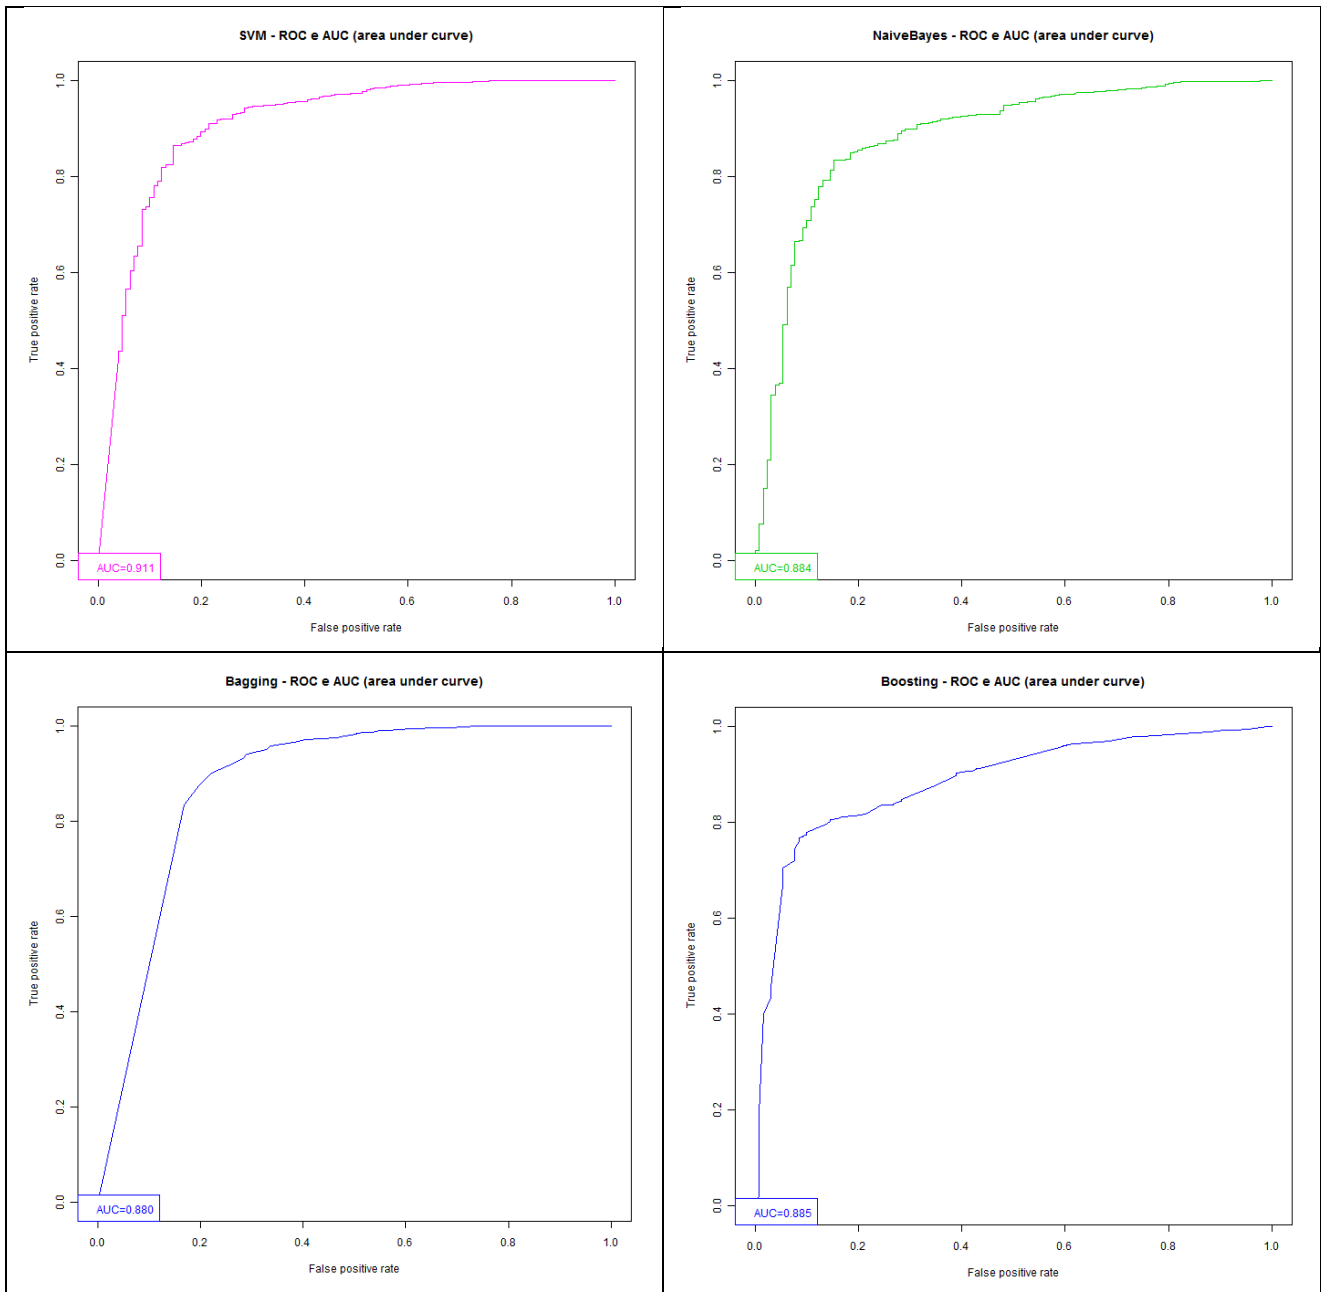 SVM - ROC e AUC (area under curve)
True positive rate
1.0
0.8
0.6
0.4
0.2
0.0
AUC=0.911
0.0 0.2 0.4 0.6 0.8 1.0
False positive rate
NaiveBayes - ROC e AUC (area under curve)
True positive rate
1.0
0.8
0.6
0.4
0.2
0.0
AUC=0.884
0.0 0.2 0.4 0.6 0.8 1.0
False positive rate
Bagging - ROC e AUC (area under curve)
True positive rate
1.0
0.8
0.6
0.4
0.2
0.0
AUC=0.880
0.0 0.2 0.4 0.6 0.8 1.0
False positive rate
Boosting - ROC e AUC (area under curve)
True positive rate
1.0
0.8
0.6
0.4
0.2
0.0
AUC=0.885
0.0 0.2 0.4 0.6 0.8 1.0
False positive rate